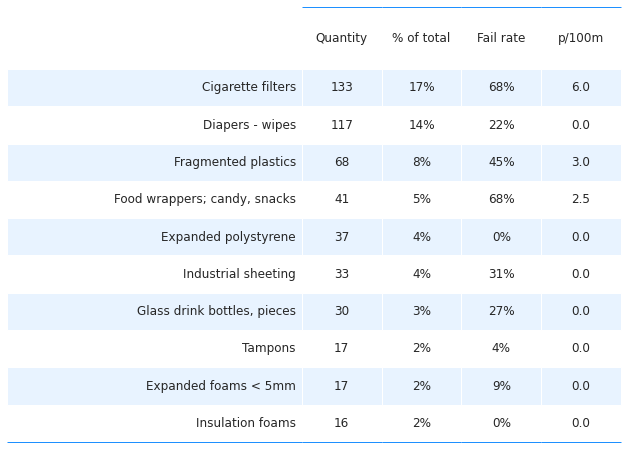 Quantity % of total Fail rate p/100m
Cigarette filters 133 17% 68% 6.0
Diapers - wipes 117 14% 22% 0.0
Fragmented plastics 68 8% 45% 3.0
Food wrappers; candy, snacks 41 5% 68% 2.5
Expanded polystyrene 37 4% 0% 0.0
Industrial sheeting 33 4% 31% 0.0
Glass drink bottles, pieces 30 3% 27% 0.0
Tampons 17 2% 4% 0.0
Expanded foams < 5mm 17 2% 9% 0.0
Insulation foams 16 2% 0% 0.0